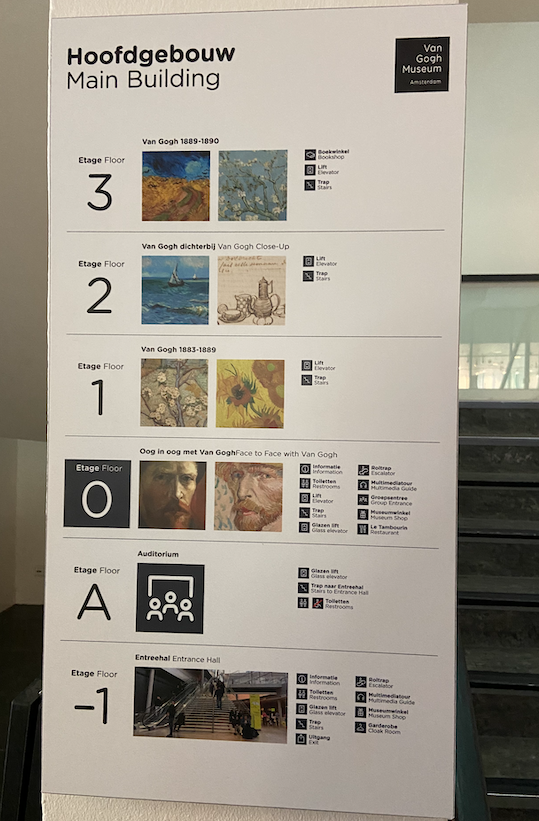 Hoofdgebouw
Main Building
Van
Gogh
Museum
Amsterdam
Van Gogh 1889-1890
Etage Floor
3
Boekwinkel
Bookshop
Lift
Elevator
Trap
Stairs
Van Gogh dichterbij Van Gogh Close-Up
Etage Floor
2
Lift
Elevator
Trap
Stairs
Van Gogh 1883-1889
Etage Floor
1
Lift
Elevator
Trap
Stairs
Oog in oog met Van GoghFace to Face with Van Gogh
Etage Floor
0
Informatie
Information
Toiletten
Restrooms
Lift
Elevator
Trap
Stairs
Glazen lift
Glass elevator
Roltrap
Escalator
Multimediatour
Multimedia Guide
Groepsentree
Group Entrance
Museumwinkel
Museum Shop
Le Tambourin
Restaurant
Auditorium
Etage Floor
A
Glazen lift
Glass elevator
Trap naar Entreehal
Stairs to Entrance Hall
Toiletten
Restrooms
Entreehal Entrance Hall
Etage Floor
-1
Informatie
Information
Toiletten
Restrooms
Glazen lift
Glass elevator
Trap
Stairs
Uitgang
Exit
Roltrap
Escalator
Multimediatour
Multimedia Guide
Museumwinkel
Museum Shop
Garderobe
Cloak Room